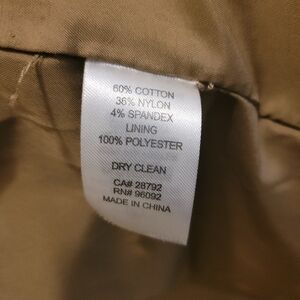 60% COTTON
36% NYLON
4% SPANDEX
LINING
100% POLYESTER
DRY CLEAN
CA# 28792
RN# 96092
MADE IN CHINA